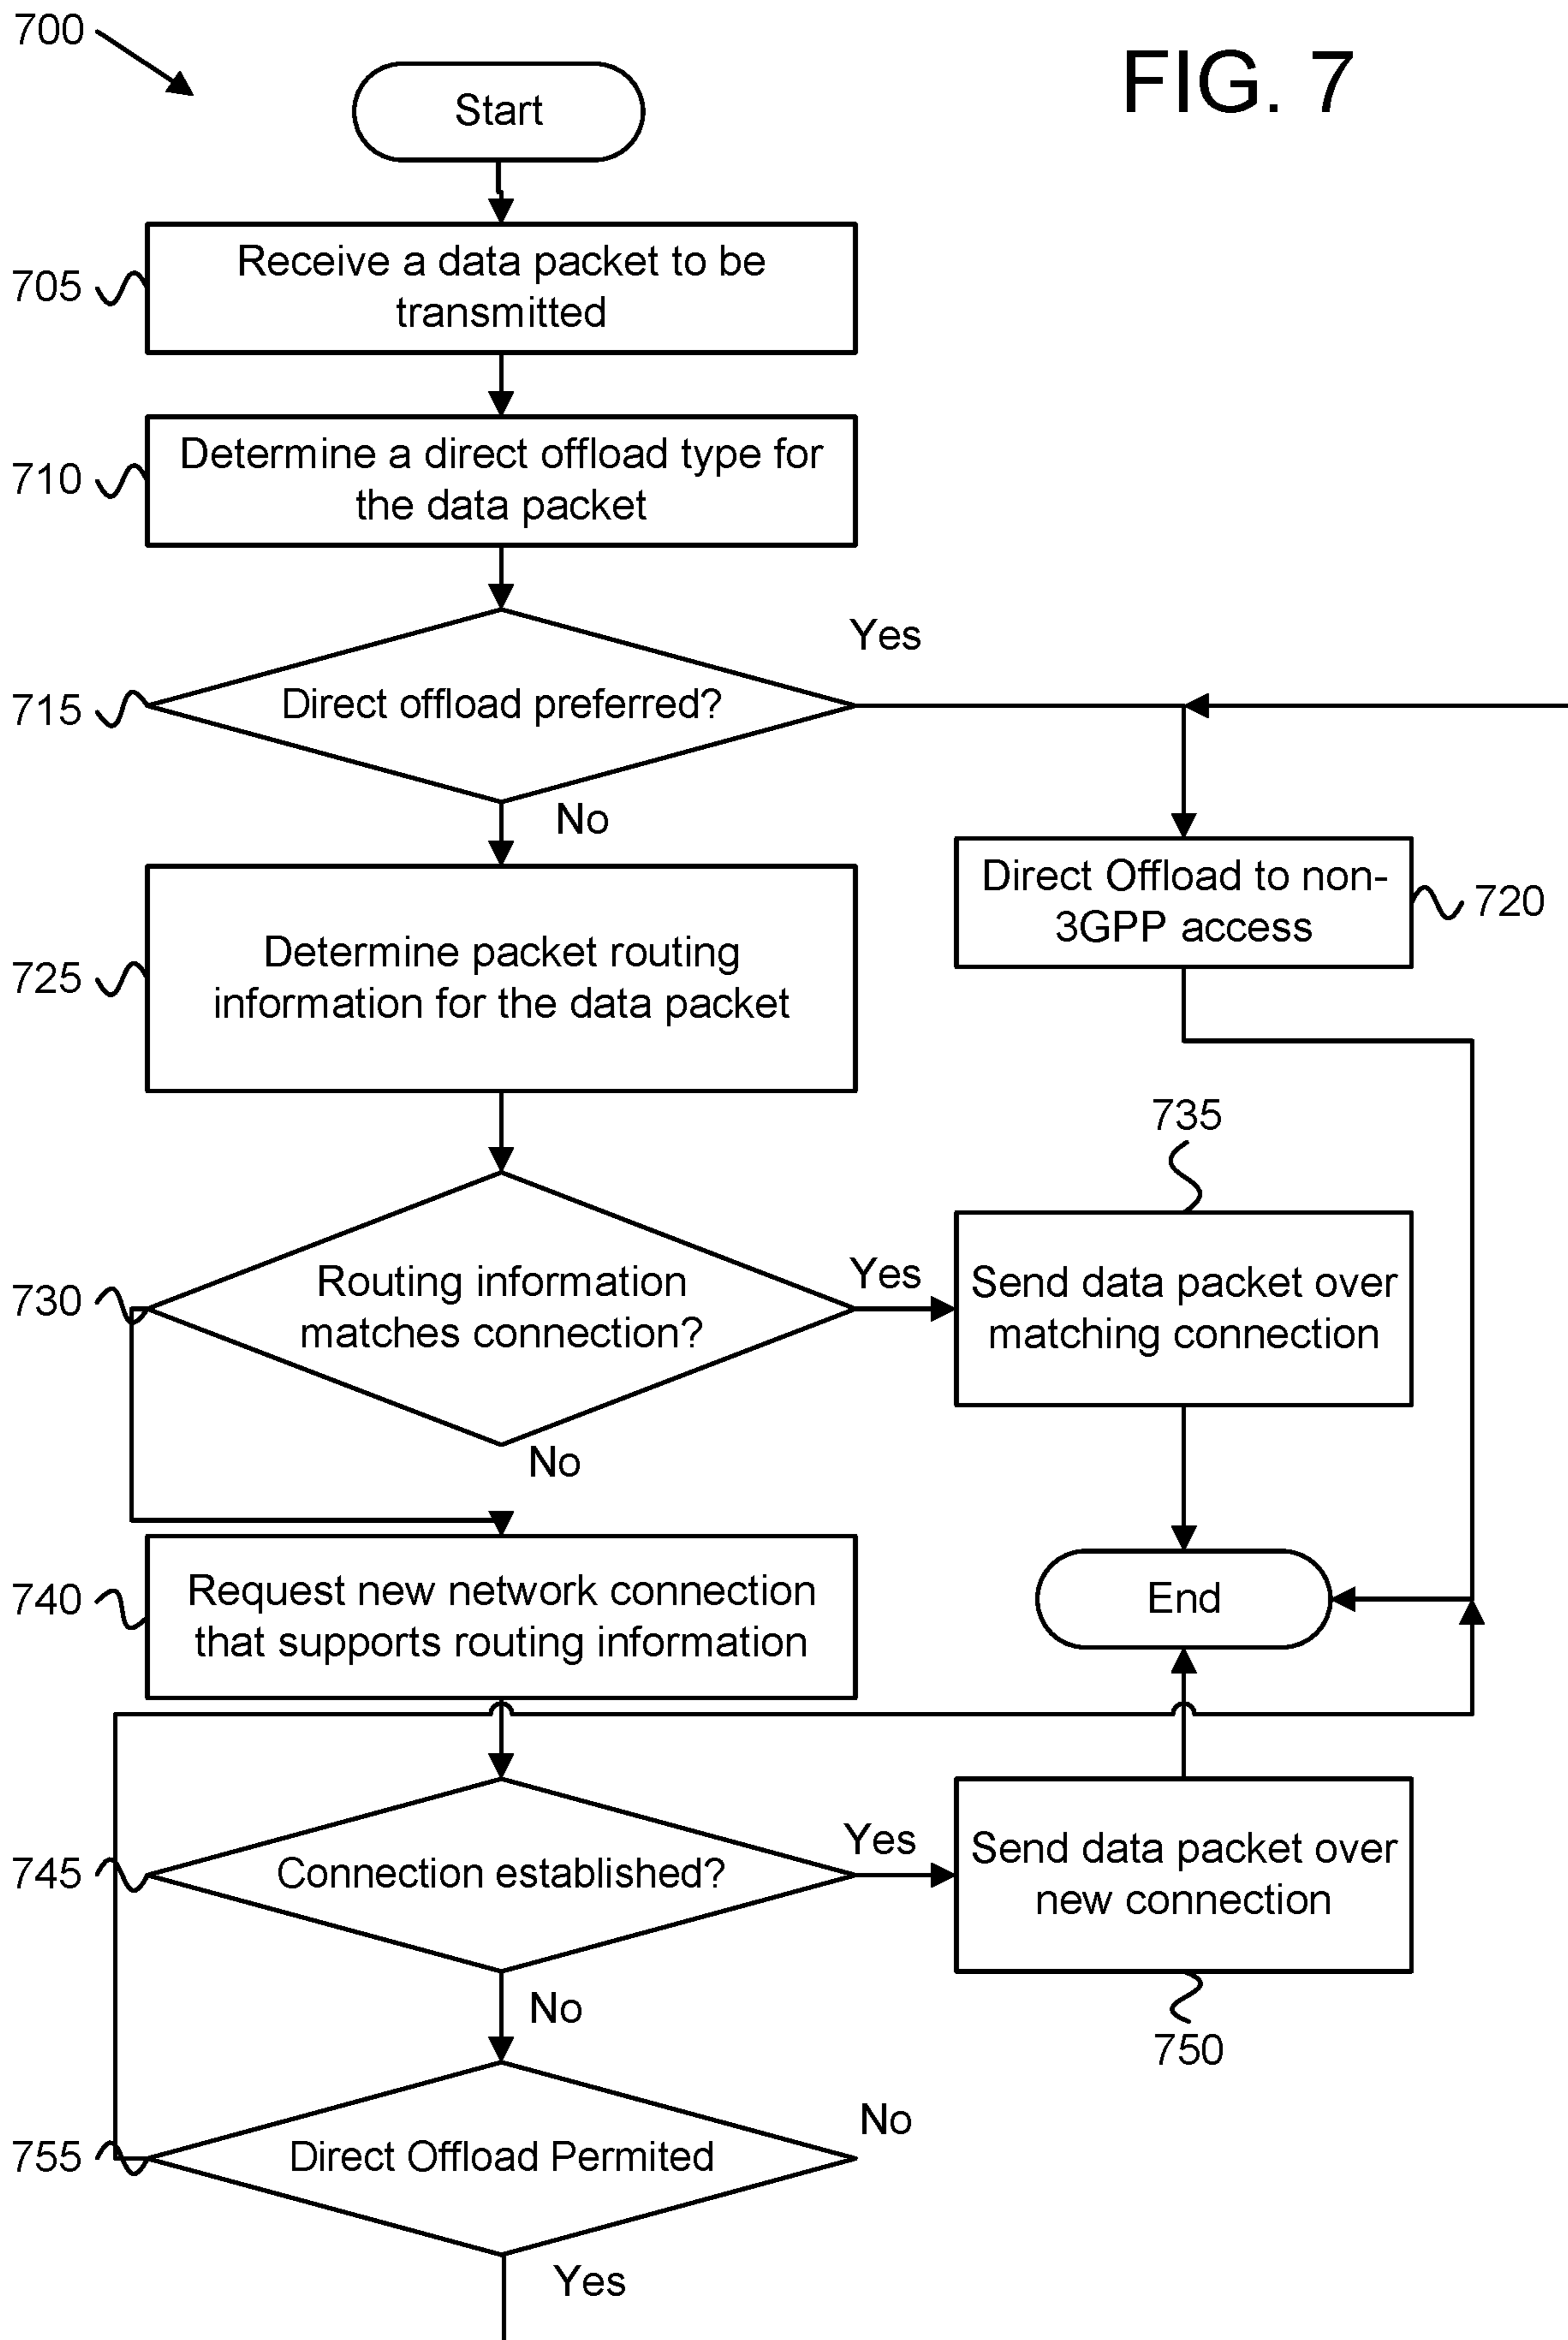 700
FIG. 7
Start
705
Receive a data packet to be
transmitted
710
Determine a direct offload type for
the data packet
Yes
715
Direct offload preferred?
No
Direct Offload to non-
3GPP access
720
725
Determine packet routing
information for the data packet
735
730
Routing information
matches connection?
Yes
Send data packet over
matching connection
No
740
Request new network connection
that supports routing information
End
745
Connection established?
Yes
Send data packet over
new connection
No
750
755
Direct Offload Permited
No
Yes